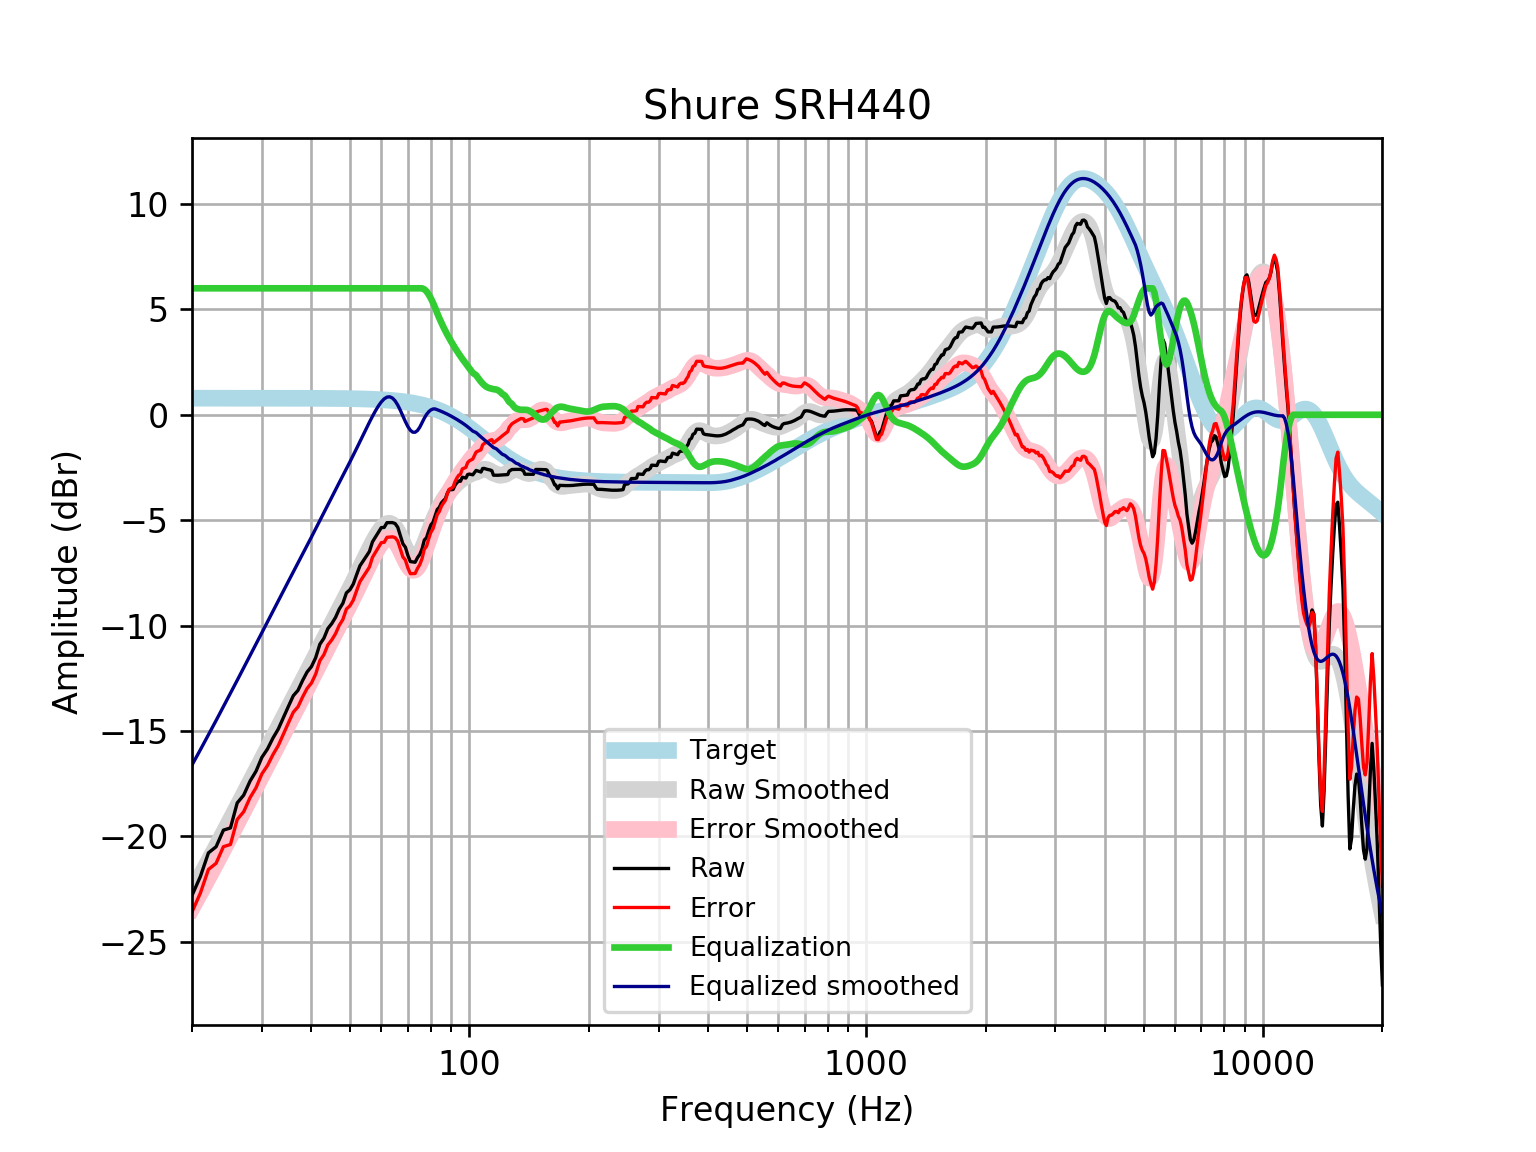 Shure SRH440
Amplitude (dBr)
10
5
0
−5
−10
−15
−20
−25
Target
Raw Smoothed
Error Smoothed
Raw
Error
Equalization
Equalized smoothed
100
1000
10000
Frequency (Hz)